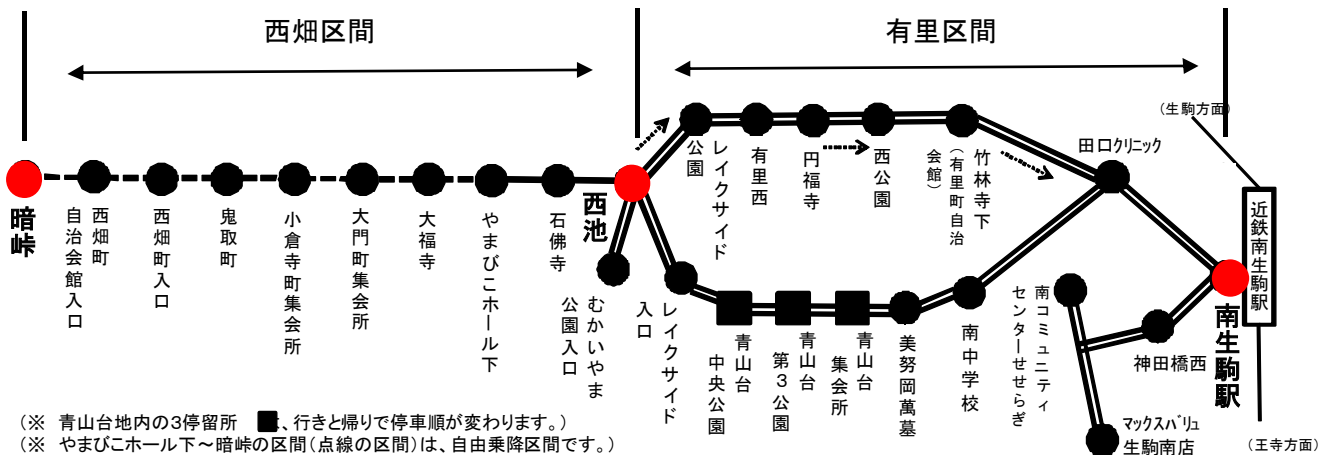 西畑区間
有里区間
(生駒方面)
田口クリニック
暗峠
西畑町
自治会館入口
西畑町入口
鬼取町
小倉寺町集会所
大門町集会所
大福寺
やまびこホール下
石佛寺
西池
むかいやま
公園入口
レイクサイド
公園
有里西
円福寺
西公園
竹林寺下
(有里町自治
会館)
レイクサイド
入口
青山台
中央公園
青山台
第3公園
青山台
集会所
美努岡萬墓
南中学校
南コミュニティ
センターせせらぎ
神田橋西
マックスバリュ
生駒南店
南生駒駅
近鉄南生駒駅
(王寺方面)
(※ 青山台地内の3停留所 、行きと帰りで停車順が変わります。)
(※ やまびこホール下~暗峠の区間(点線の区間)は、自由乗降区間です。)